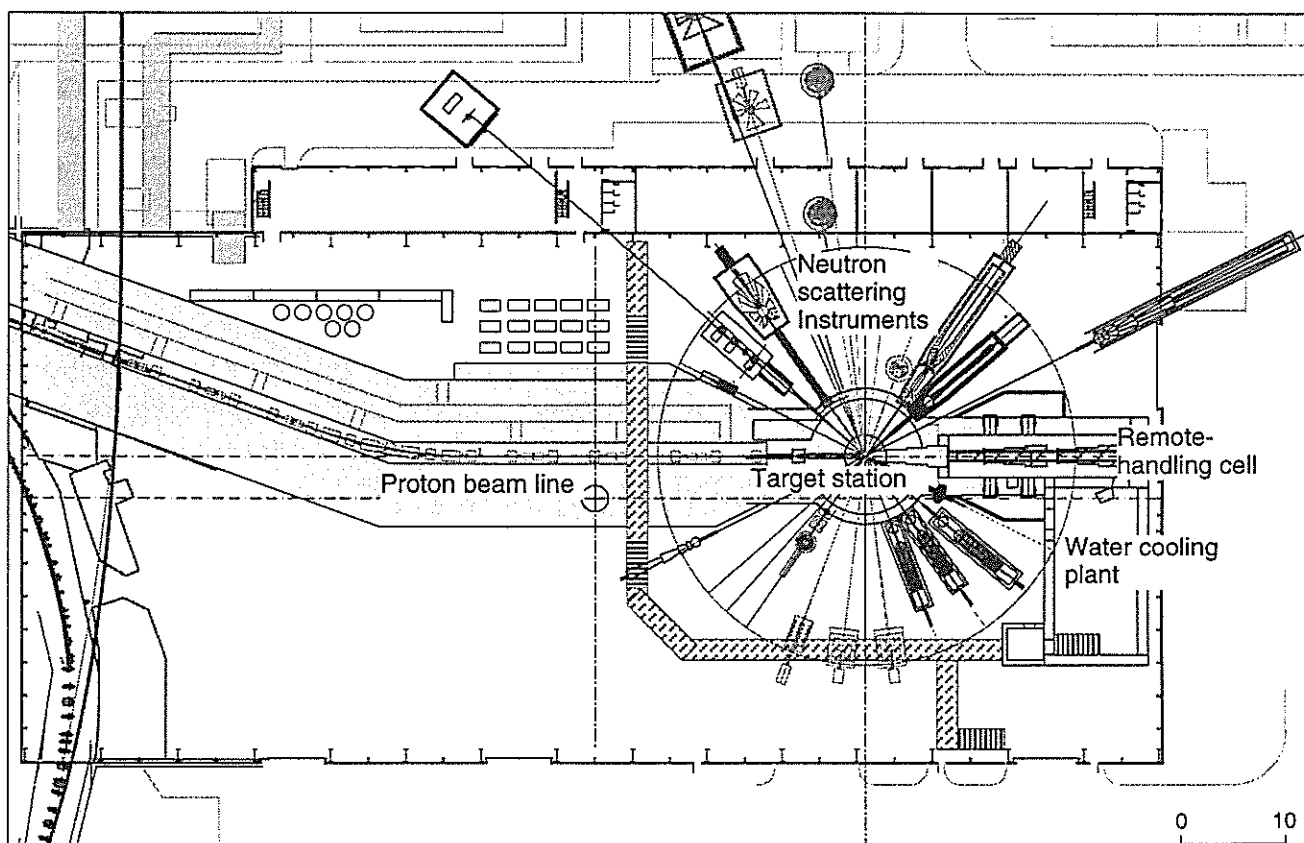 Neutron
scattering
Instruments
Remote-
handling cell
Proton beam line
Target station
Water cooling
plant
0 10